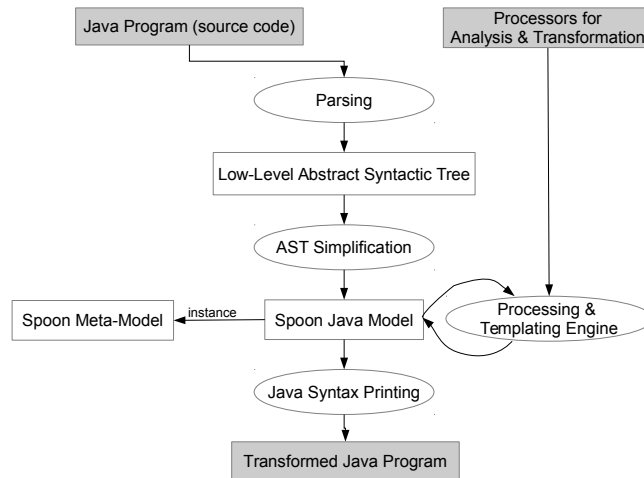 Java Program (source code)
Processors for
Analysis & Transformation
Parsing
Low-Level Abstract Syntactic Tree
AST Simplification
Spoon Meta-Model
instance
Spoon Java Model
Processing &
Templating Engine
Java Syntax Printing
Transformed Java Program